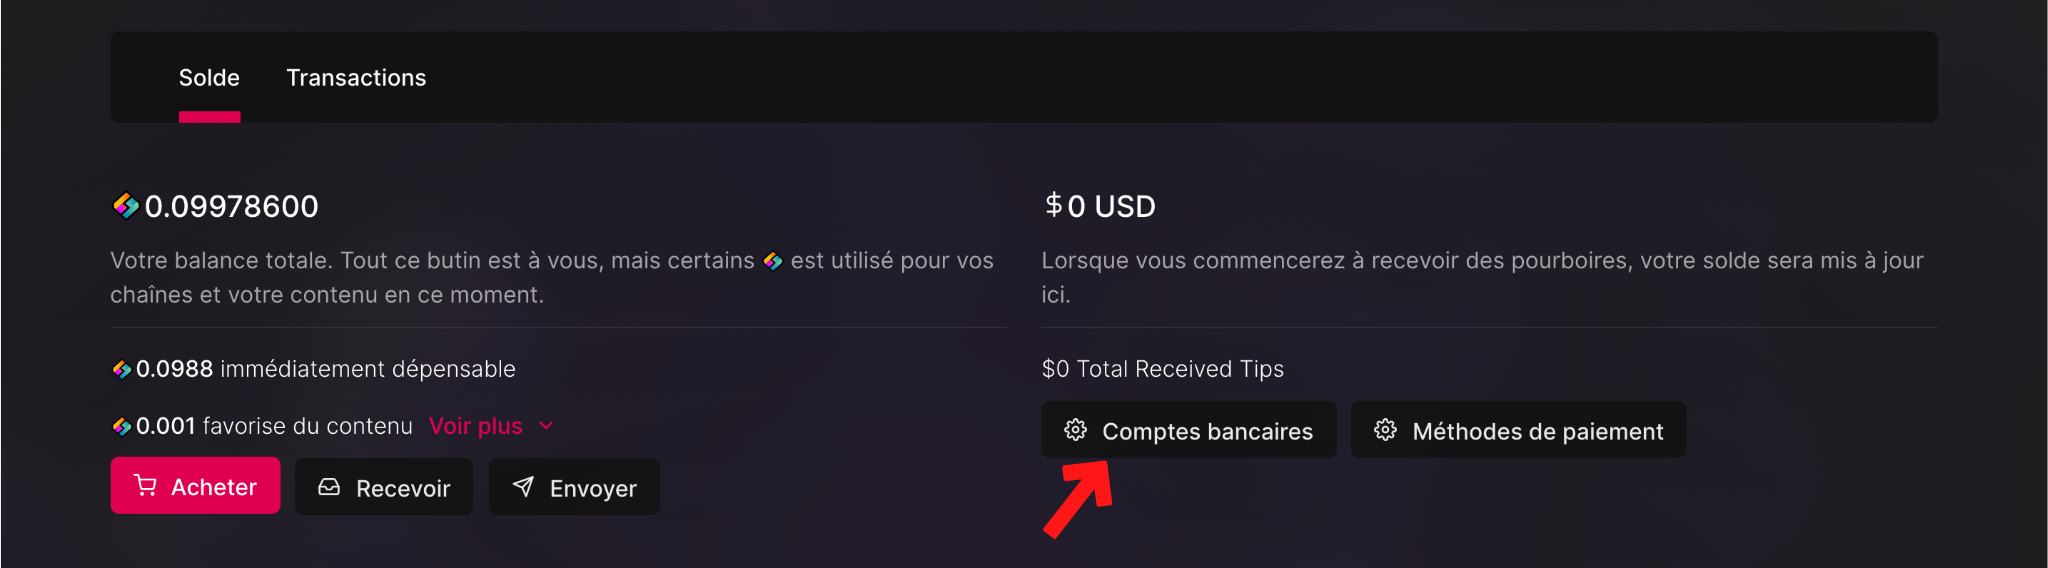 Solde Transactions
0.09978600
Votre balance totale. Tout ce butin est à vous, mais certains est utilisé pour vos
chaînes et votre contenu en ce moment.
0.0988 immédiatement dépensable
0.001 favorise du contenu Voir plus
Acheter Recevoir Envoyer
$0 USD
Lorsque vous commencerez à recevoir des pourboires, votre solde sera mis à jour
ici.
$0 Total Received Tips
Comptes bancaires Méthodes de paiement